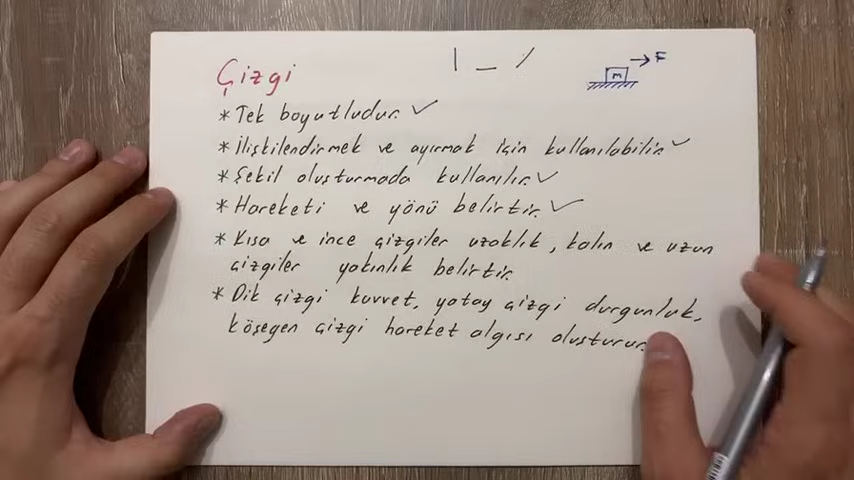 Çizgi
m
F
* Tek boyutludur. ✓
* İlişkilendirmek ve ayırmak için kullanılabilir. ✓
* Şekil oluşturmada kullanılır. ✓
* Hareketi ve yönü belirtir. ✓
* Kısa ve ince çizgiler uzaklık, kalın ve uzun
çizgiler yakınlık belirtir.
* Dik çizgi kuvvet, yatay çizgi durgunluk,
köşegen çizgi hareket algısı oluşturur.